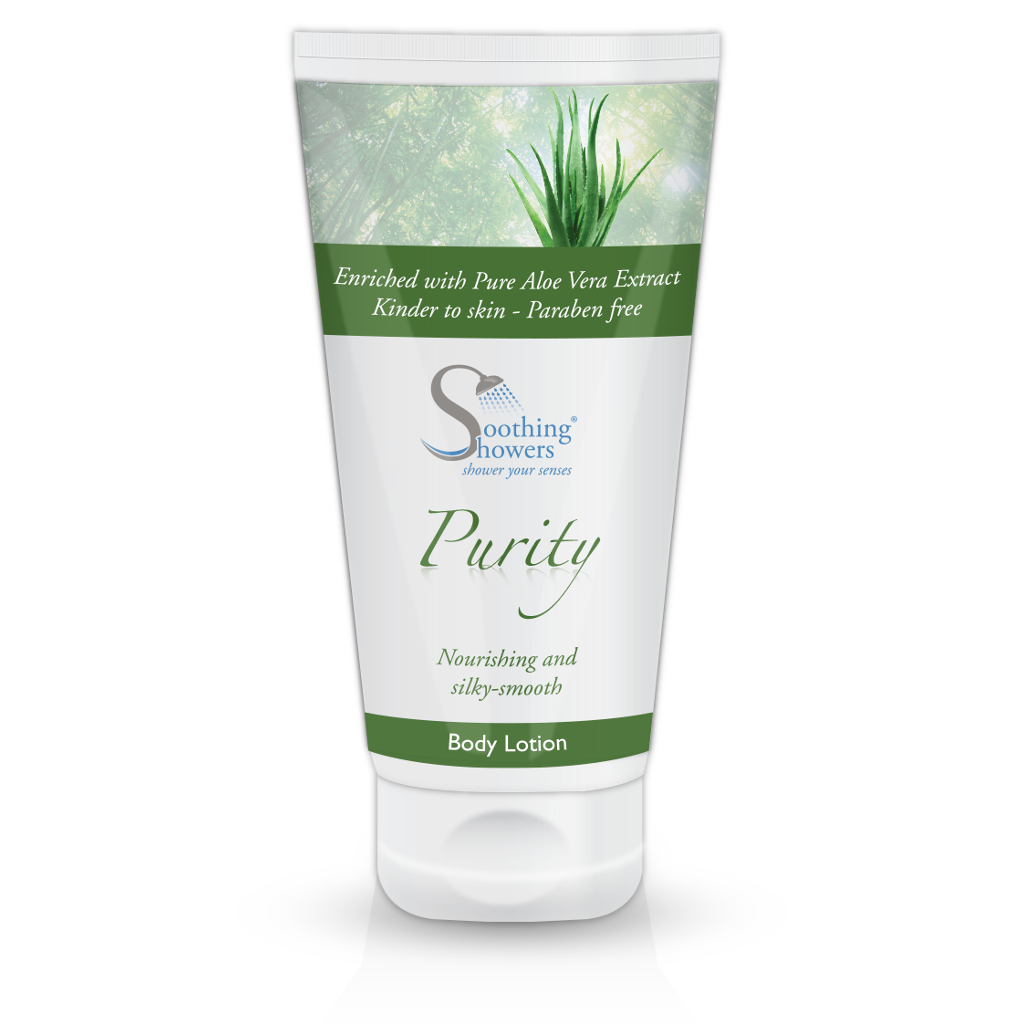 Enriched with Pure Aloe Vera Extract
Kinder to skin - Paraben free
Soothing®
Showers
shower your senses
Purity
Nourishing and
silky-smooth
Body Lotion